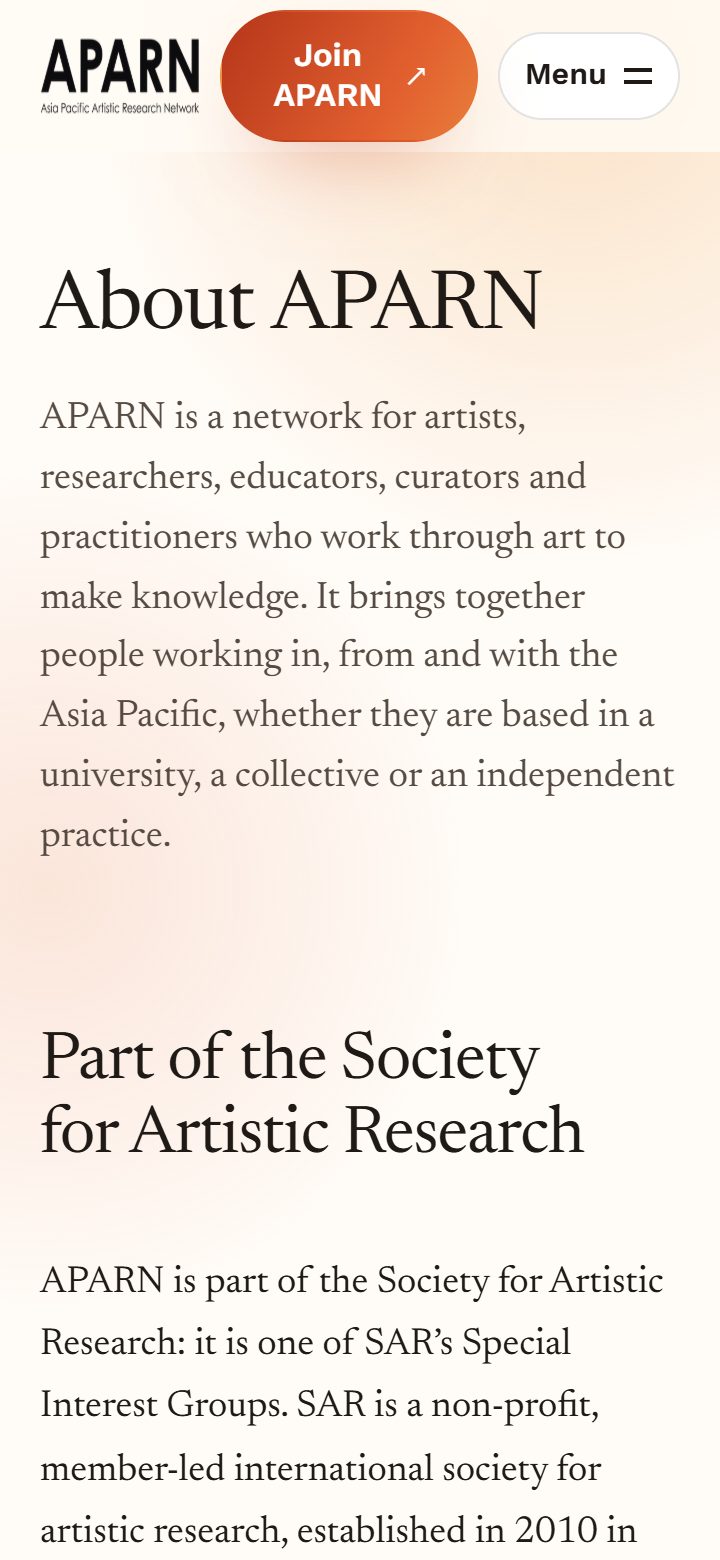 APARN
Asia Pacific Artistic Research Network
Join
APARN ↗
Menu
About APARN
APARN is a network for artists,
researchers, educators, curators and
practitioners who work through art to
make knowledge. It brings together
people working in, from and with the
Asia Pacific, whether they are based in a
university, a collective or an independent
practice.
Part of the Society
for Artistic Research
APARN is part of the Society for Artistic
Research: it is one of SAR’s Special
Interest Groups. SAR is a non-profit,
member-led international society for
artistic research, established in 2010 in